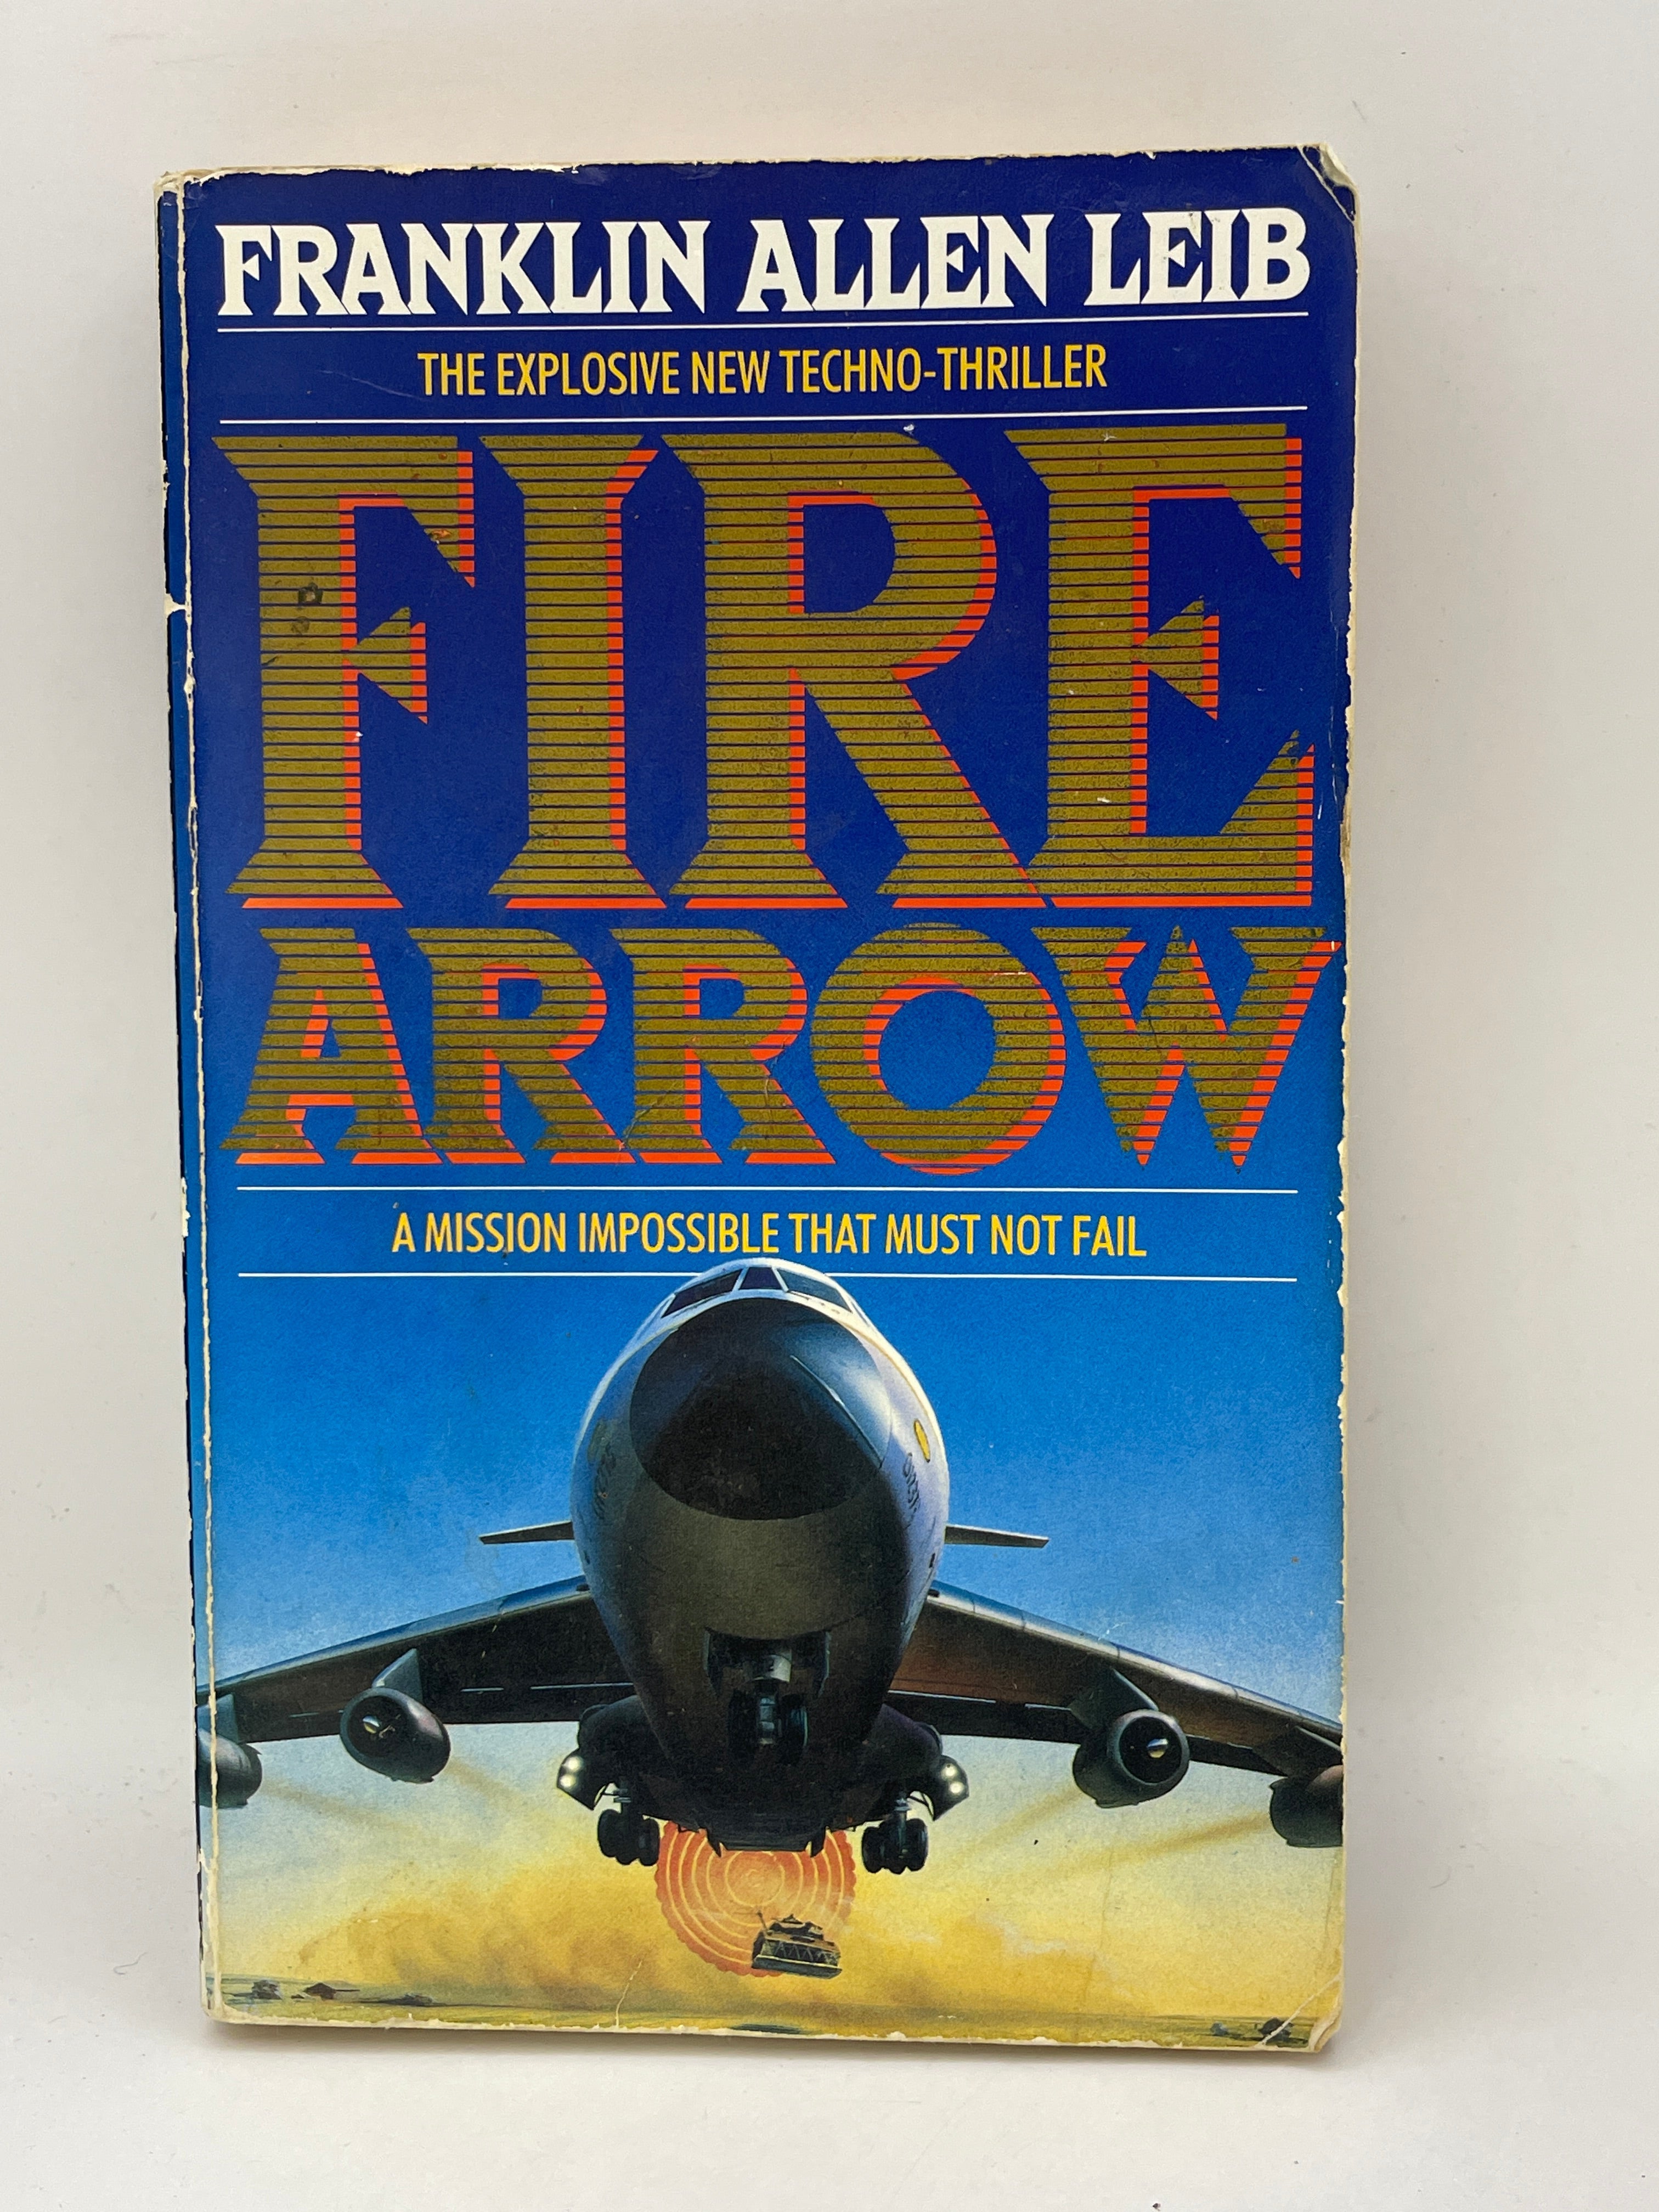 FRANKLIN ALLEN LEIB
THE EXPLOSIVE NEW TECHNO-THRILLER
FIRE
ARROW
A MISSION IMPOSSIBLE THAT MUST NOT FAIL